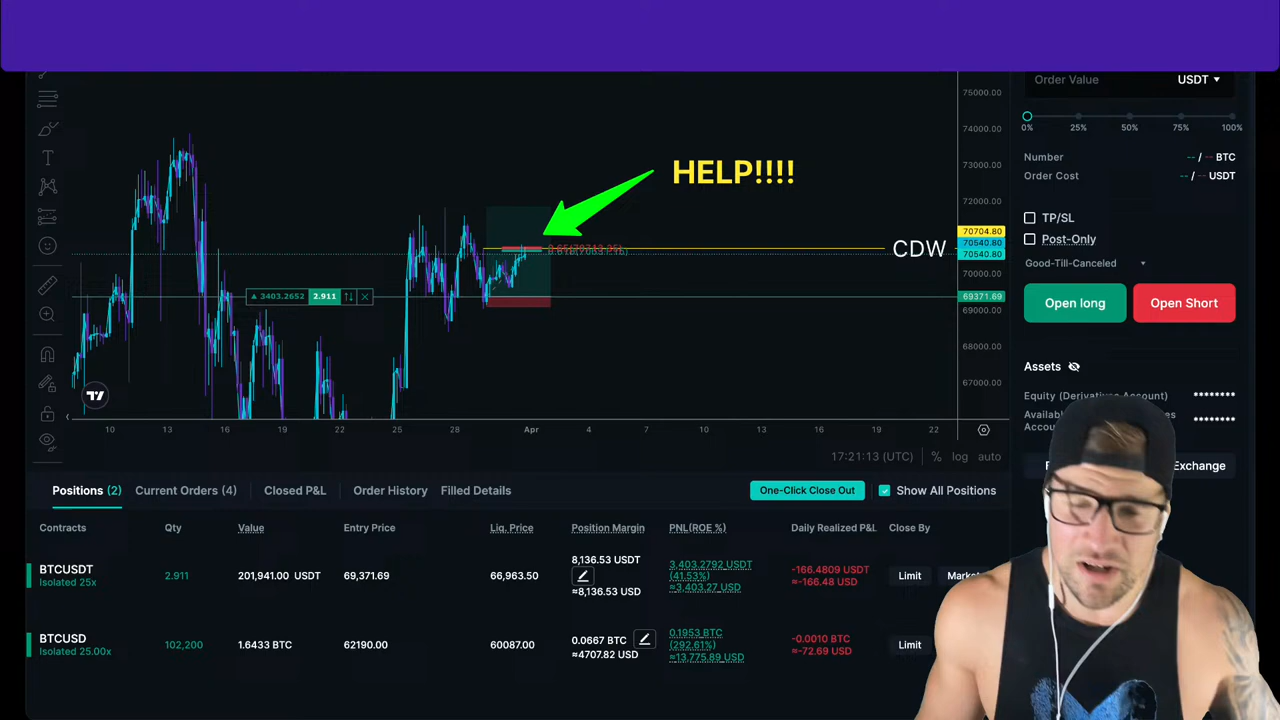 Order Value USDT
75000.00
74000.00
0% 25% 50% 75% 100%
73000.00
Number -- / -- BTC
HELP!!!!
Order Cost -- / -- USDT
72000.00
TP/SL
70704.80
Post-Only
70540.80
CDW
70540.80
Good-Till-Canceled
70000.00
3403.2652 2.911
69371.69
Open long Open Short
69000.00
68000.00
Assets
67000.00
Equity (Derivatives Account) ********
********
10 13 16 19 22 26 28 Apr 4 7 10 13 16 19 22
17:21:13 (UTC) % log auto
Exchange
Positions (2) Current Orders (4) Closed P&L Order History Filled Details One-Click Close Out Show All Positions
Contracts Qty Value Entry Price Liq. Price Position Margin PNL(ROE %) Daily Realized P&L Close By
BTCUSDT
Isolated 25x
2.911 201,941.00 USDT 69,371.69 66,963.50
8,136.53 USDT
≈8,136.53 USD
3,403.2792 USDT
(41.53%)
≈3,403.27 USD
-166.4809 USDT
≈-166.48 USD
Limit
BTCUSD
Isolated 25.00x
102,200 1.6433 BTC 62190.00 60087.00
0.0667 BTC
≈4707.82 USD
0.1953 BTC
(292.61%)
≈13,775.89 USD
-0.0010 BTC
≈-72.69 USD
Limit